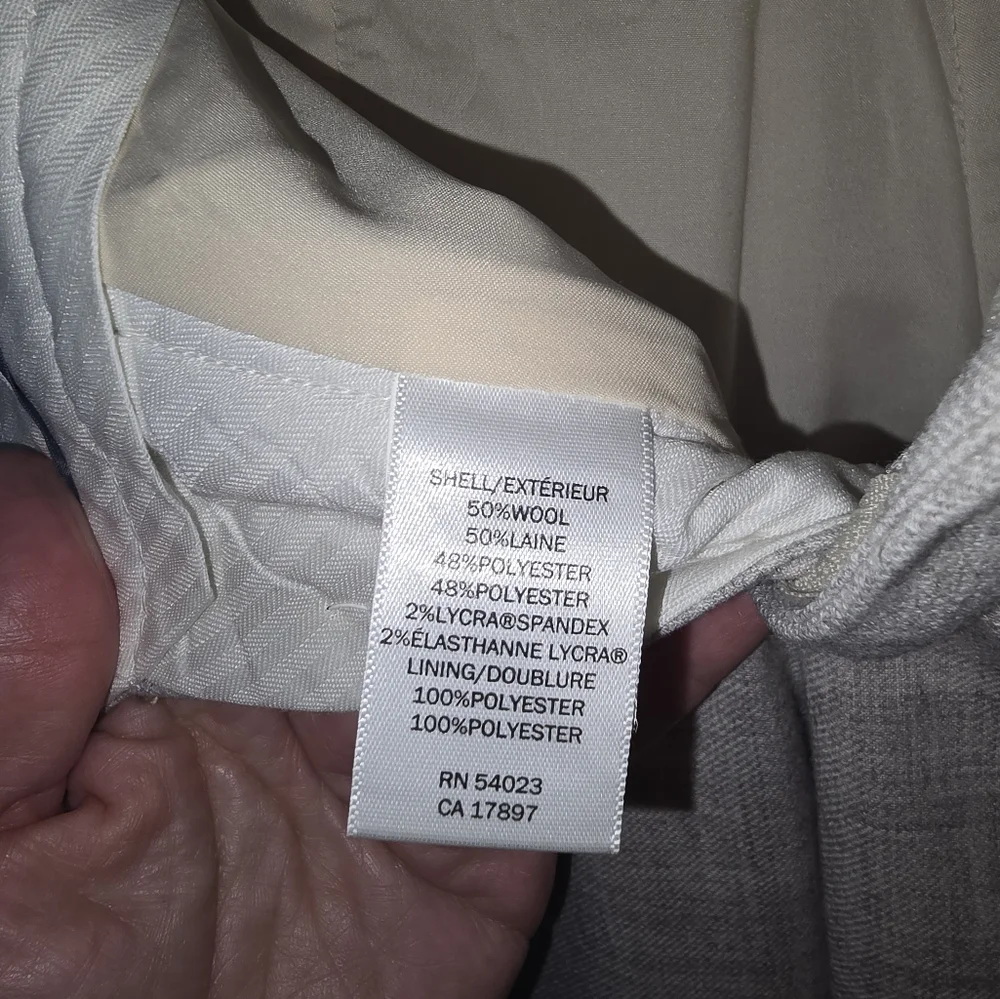 SHELL/EXTÉRIEUR
50%WOOL
50%LAINE
48%POLYESTER
48%POLYESTER
2%LYCRA®SPANDEX
2%ÉLASTHANNE LYCRA®
LINING/DOUBLURE
100%POLYESTER
100%POLYESTER
RN 54023
CA 17897